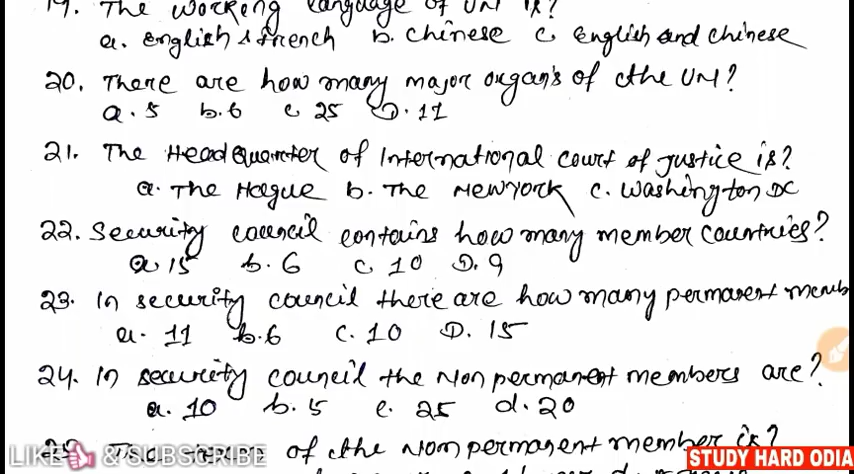 19. The working language of UN is?
a. English & French b. Chinese c. English and Chinese
20. There are how many major organs of the UN?
a. 5 b. 6 c 25 D. 11
21. The HeadQuarter of International court of justice is?
a. The Hague b. The NewYork c. Washington DC
22. Security council contains how many member countries?
a 15 b. 6 c 10 D. 9
23. In security council there are how many permanent memb
a. 11 b. 6 c. 10 D. 15
24. In security council the Non permanent members are?
a. 10 b. 5 c. 25 d. 20
25. The of the Non permanent member is?
LIKE & SUBSCRIBE
STUDY HARD ODIA